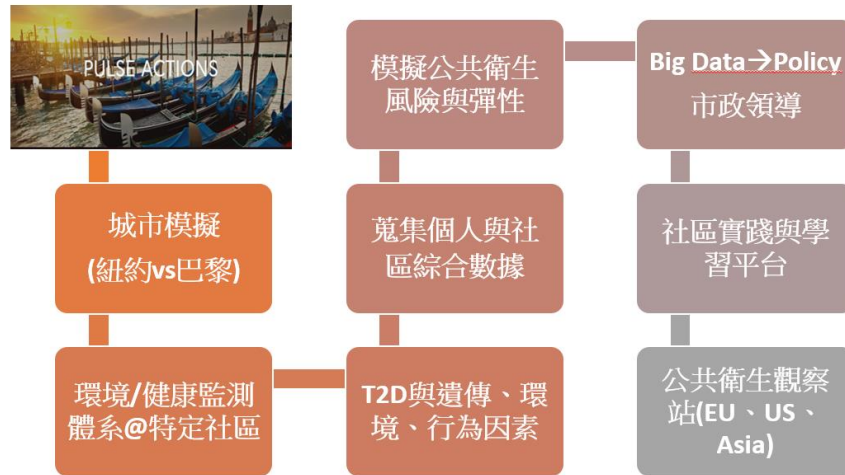 PULSE ACTIONS
城市模擬
(紐約vs巴黎)
環境/健康監測
體系@特定社區
T2D與遺傳、環
境、行為因素
蒐集個人與社
區綜合數據
模擬公共衛生
風險與彈性
Big Data→Policy
市政領導
社區實踐與學
習平台
公共衛生觀察
站(EU、US、
Asia)